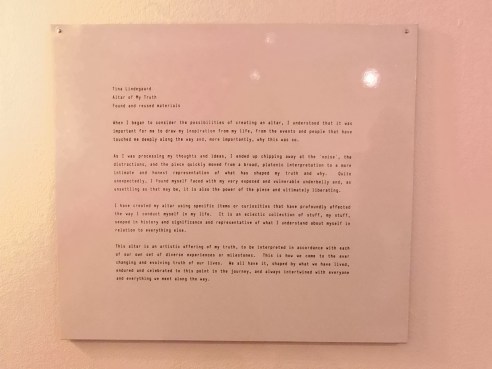 Tina Lindegaard
Altar of My Truth
Found and reused materials
When I began to consider the possibilities of creating an altar, I understood that it was
important for me to draw my inspiration from my life, from the events and people that have
touched me deeply along the way and, more importantly, why this was so.
As I was processing my thoughts and ideas, I ended up chipping away at the 'noise', the
distractions, and the piece quickly moved from a broad, platonic interpretation to a more
intimate and honest representation of what has shaped my truth and why. Quite
unexpectedly, I found myself faced with my very exposed and vulnerable underbelly and, as
unsettling as that may be, it is also the power of the piece and ultimately liberating.
I have created my altar using specific items or curiosities that have profoundly affected
the way I conduct myself in my life. It is an eclectic collection of stuff, my stuff,
steeped in history and significance and representative of what I understand about myself in
relation to everything else.
This altar is an artistic offering of my truth, to be interpreted in accordance with each
of our own set of diverse experiences or milestones. This is how we come to the ever
changing and evolving truth of our lives. We all have it, shaped by what we have lived,
endured and celebrated to this point in the journey, and always intertwined with everyone
and everything we meet along the way.